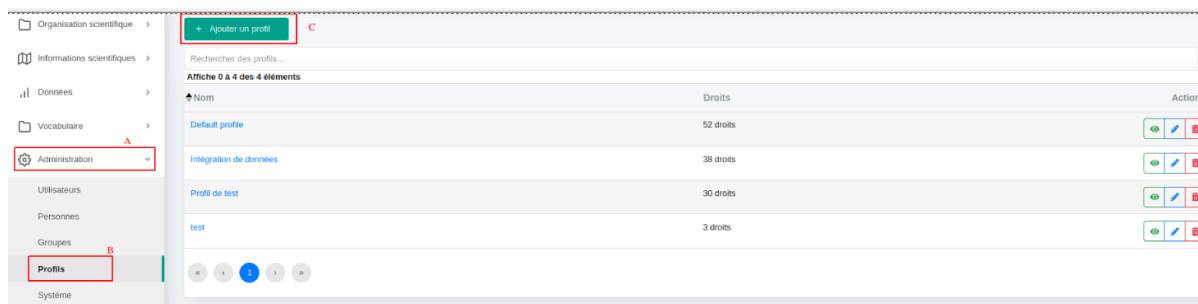 Organisation scientifique
Informations scientifiques
Données
Vocabulaire
A
Administration
Utilisateurs
Personnes
Groupes
B
Profils
Système
+ Ajouter un profil
C
Rechercher des profils...
Affiche 0 à 4 des 4 éléments
Nom Droits Action
Default profile 52 droits
Intégration de données 38 droits
Profil de test 30 droits
test 3 droits
« ‹ 1 › »